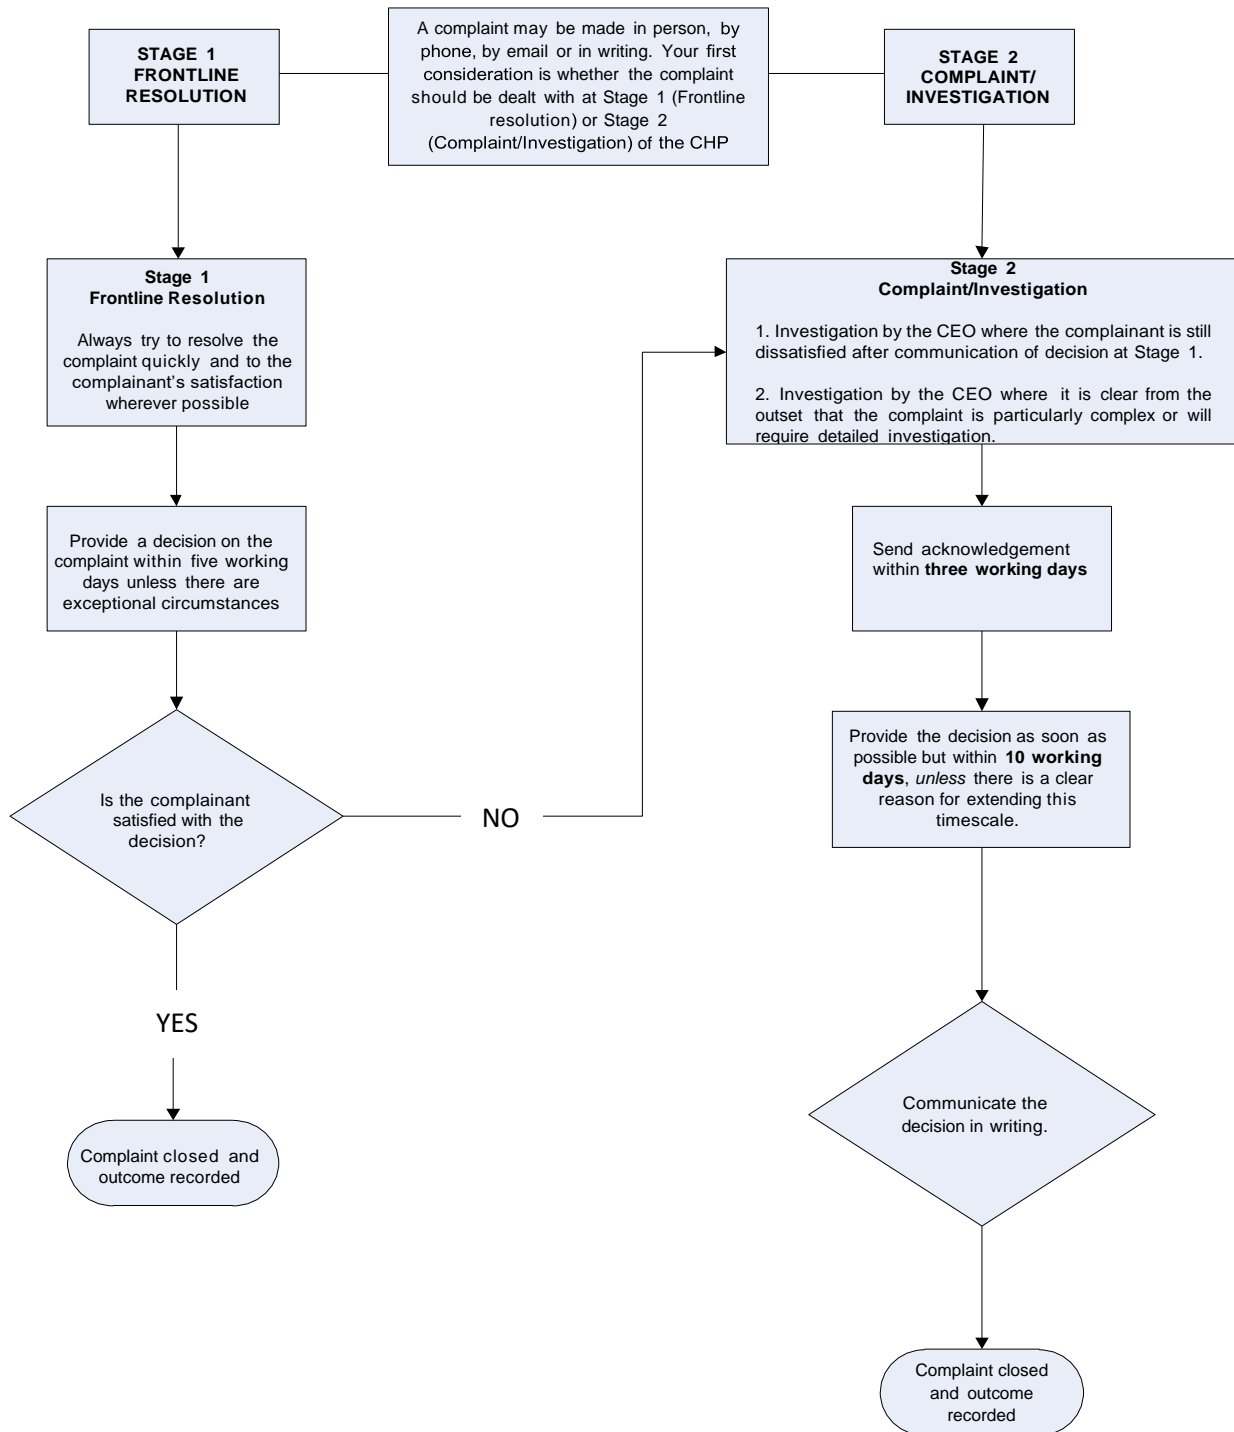 STAGE 1
FRONTLINE
RESOLUTION
A complaint may be made in person, by
phone, by email or in writing. Your first
consideration is whether the complaint
should be dealt with at Stage 1 (Frontline
resolution) or Stage 2
(Complaint/Investigation) of the CHP
STAGE 2
COMPLAINT/
INVESTIGATION
Stage 1
Frontline Resolution
Always try to resolve the
complaint quickly and to the
complainant's satisfaction
wherever possible
Stage 2
Complaint/Investigation
1. Investigation by the CEO where the complainant is still
dissatisfied after communication of decision at Stage 1.
2. Investigation by the CEO where it is clear from the
outset that the complaint is particularly complex or will
require detailed investigation.
Provide a decision on the
complaint within five working
days unless there are
exceptional circumstances
Send acknowledgement
within three working days
Is the complainant
satisfied with the
decision?
NO
Provide the decision as soon as
possible but within 10 working
days, unless there is a clear
reason for extending this
timescale.
YES
Complaint closed and
outcome recorded
Communicate the
decision in writing.
Complaint closed
and outcome
recorded